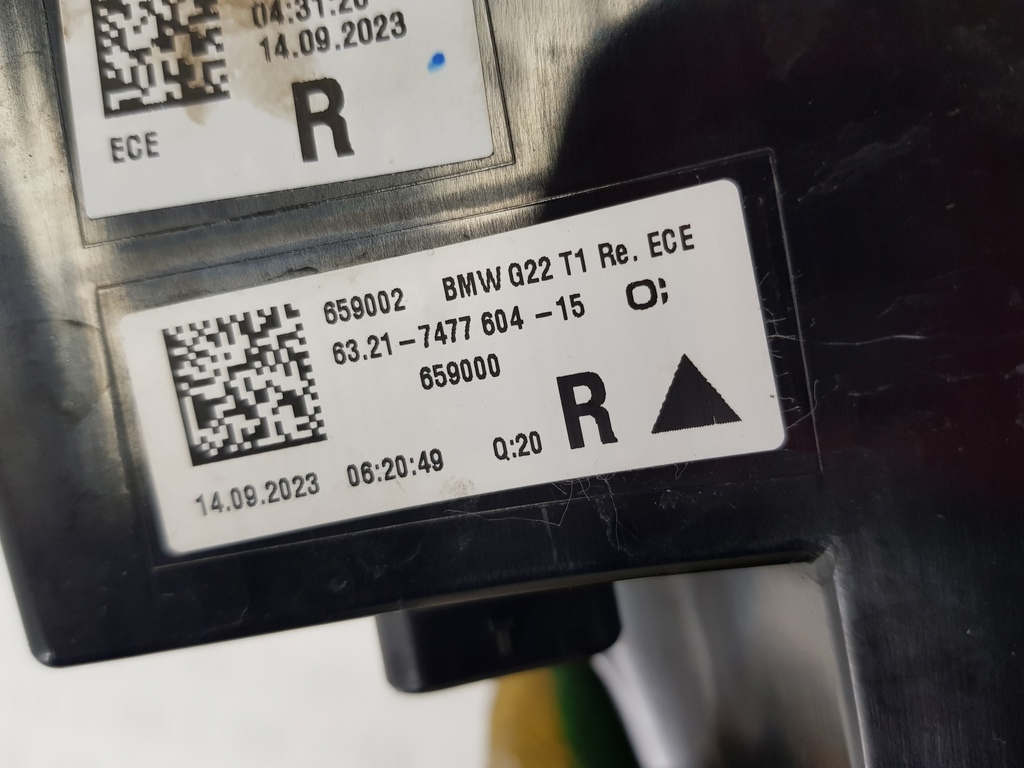 14.09.2023
R
ECE
659002 BMW G22 T1 Re. ECE
63.21-7477 604-15
659000
R
14.09.2023 06:20:49 Q:20